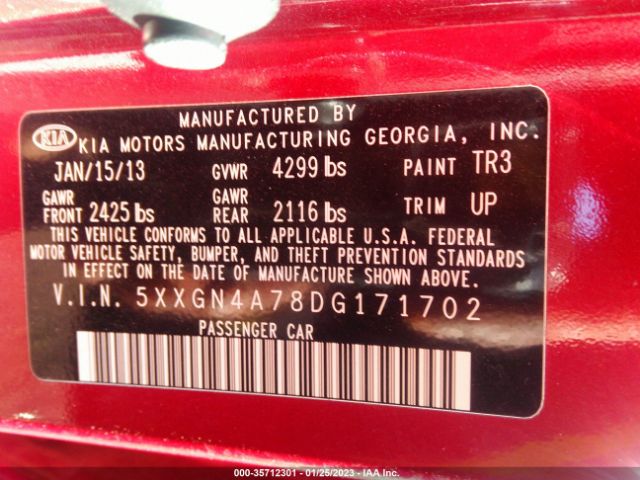 MANUFACTURED BY
KIA KIA MOTORS MANUFACTURING GEORGIA, INC.
JAN/15/13 GVWR 4299 lbs PAINT TR3
GAWR FRONT 2425 lbs GAWR REAR 2116 lbs TRIM UP
THIS VEHICLE CONFORMS TO ALL APPLICABLE U.S.A. FEDERAL
MOTOR VEHICLE SAFETY, BUMPER, AND THEFT PREVENTION STANDARDS
IN EFFECT ON THE DATE OF MANUFACTURE SHOWN ABOVE.
V.I.N. 5XXGN4A78DG171702
PASSENGER CAR
000-35712301 - 01/25/2023 - IAA Inc.